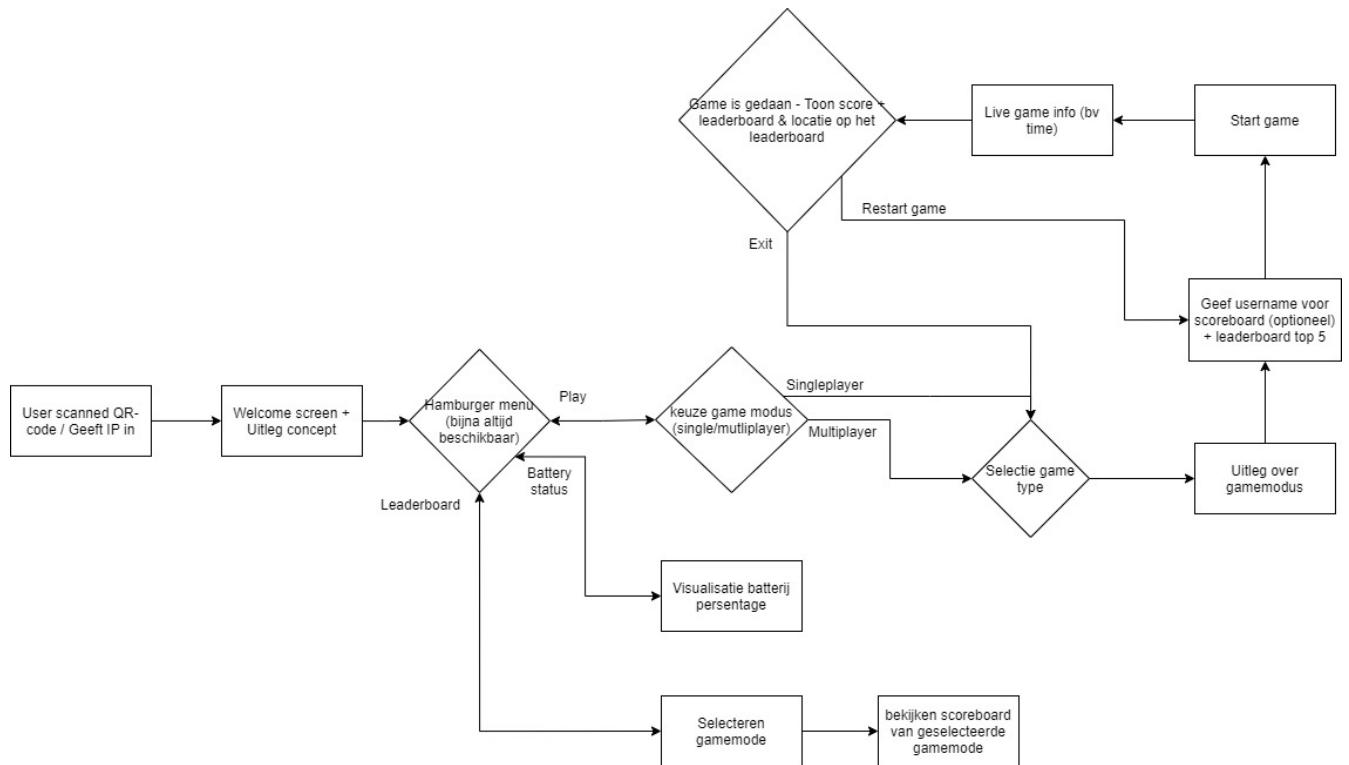 Game is gedaan - Toon score +
leaderboard & locatie op het
leaderboard
Live game info (bv
time)
Start game
Restart game
Exit
Geef username voor
scoreboard (optioneel)
+ leaderboard top 5
User scanned QR-
code / Geeft IP in
Welcome screen +
Uitleg concept
Hamburger menu
(bijna altijd
beschikbaar)
Play
keuze game modus
(single/mutliplayer)
Singleplayer
Multiplayer
Selectie game
type
Uitleg over
gamemodus
Battery
status
Leaderboard
Visualisatie batterij
persentage
Selecteren
gamemode
bekijken scoreboard
van geselecteerde
gamemode